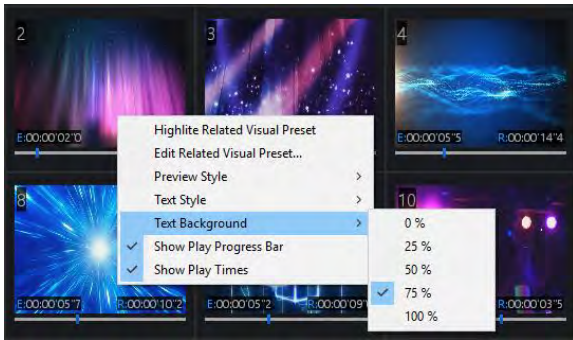 2
3
4
E:00:00'02"0
E:00:00'05"5 R:00:00'14"4
Highlite Related Visual Preset
Edit Related Visual Preset...
Preview Style >
Text Style >
Text Background >
✓ Show Play Progress Bar
✓ Show Play Times
0 %
25 %
50 %
✓ 75 %
100 %
8
10
E:00:00'05"7 R:00:00'10"2
E:00:00'05"2 R:00:00'09
R:00:00'03"5